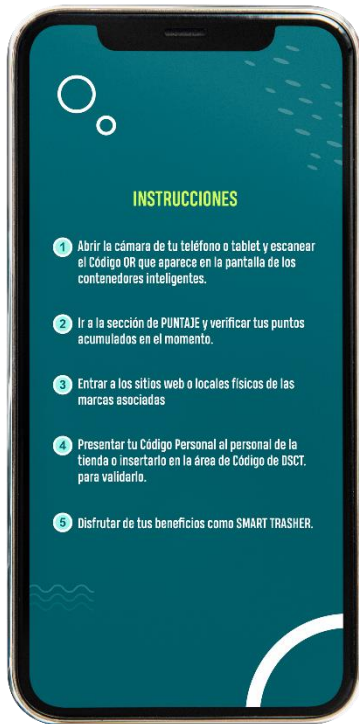 INSTRUCCIONES
1 Abrir la cámara de tu teléfono o tablet y escanear
el Código QR que aparece en la pantalla de los
contenedores inteligentes.
2 Ir a la sección de PUNTAJE y verificar tus puntos
acumulados en el momento.
3 Entrar a los sitios web o locales físicos de las
marcas asociadas
4 Presentar tu Código Personal al personal de la
tienda o insertarlo en la área de Código de DSCT.
para validarlo.
5 Disfrutar de tus beneficios como SMART TRASHER.